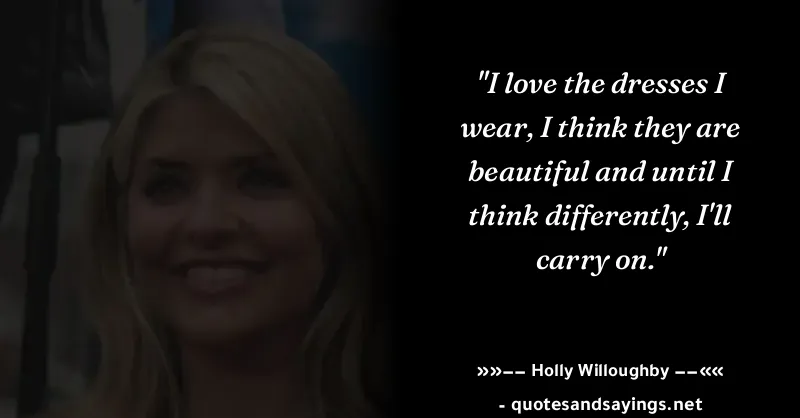 "I love the dresses I
wear, I think they are
beautiful and until I
think differently, I'll
carry on."
»»−− Holly Willoughby −−««
- quotesandsayings.net